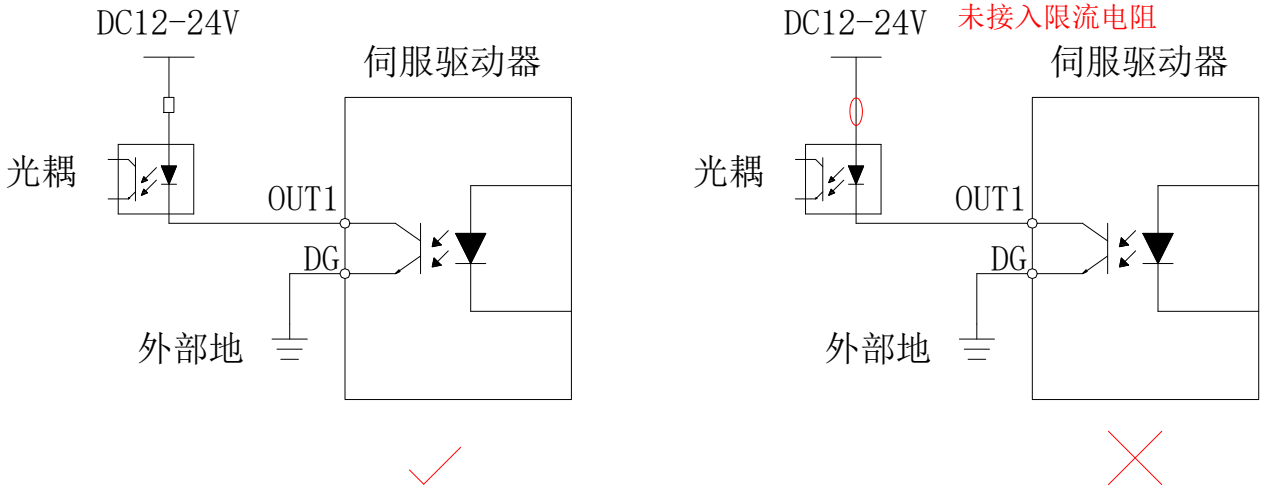 DC12-24V
伺服驱动器
光耦
OUT1
DG
外部地
DC12-24V
未接入限流电阻
伺服驱动器
光耦
OUT1
DG
外部地